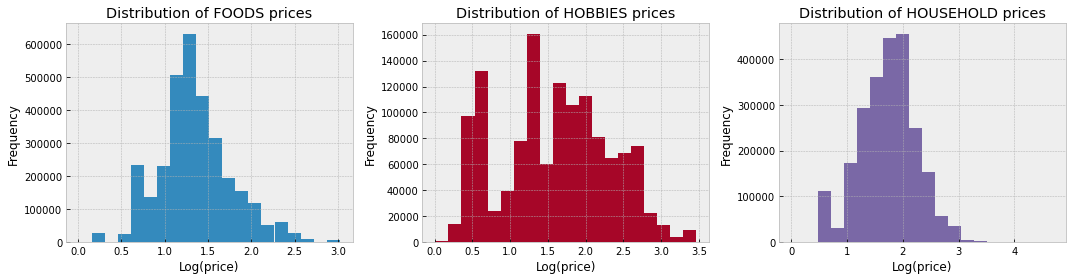 Distribution of FOODS prices
Frequency
600000
500000
400000
300000
200000
100000
0
0.0 0.5 1.0 1.5 2.0 2.5 3.0
Log(price)
Distribution of HOBBIES prices
Frequency
160000
140000
120000
100000
80000
60000
40000
20000
0
0.0 0.5 1.0 1.5 2.0 2.5 3.0 3.5
Log(price)
Distribution of HOUSEHOLD prices
Frequency
400000
300000
200000
100000
0
0 1 2 3 4
Log(price)